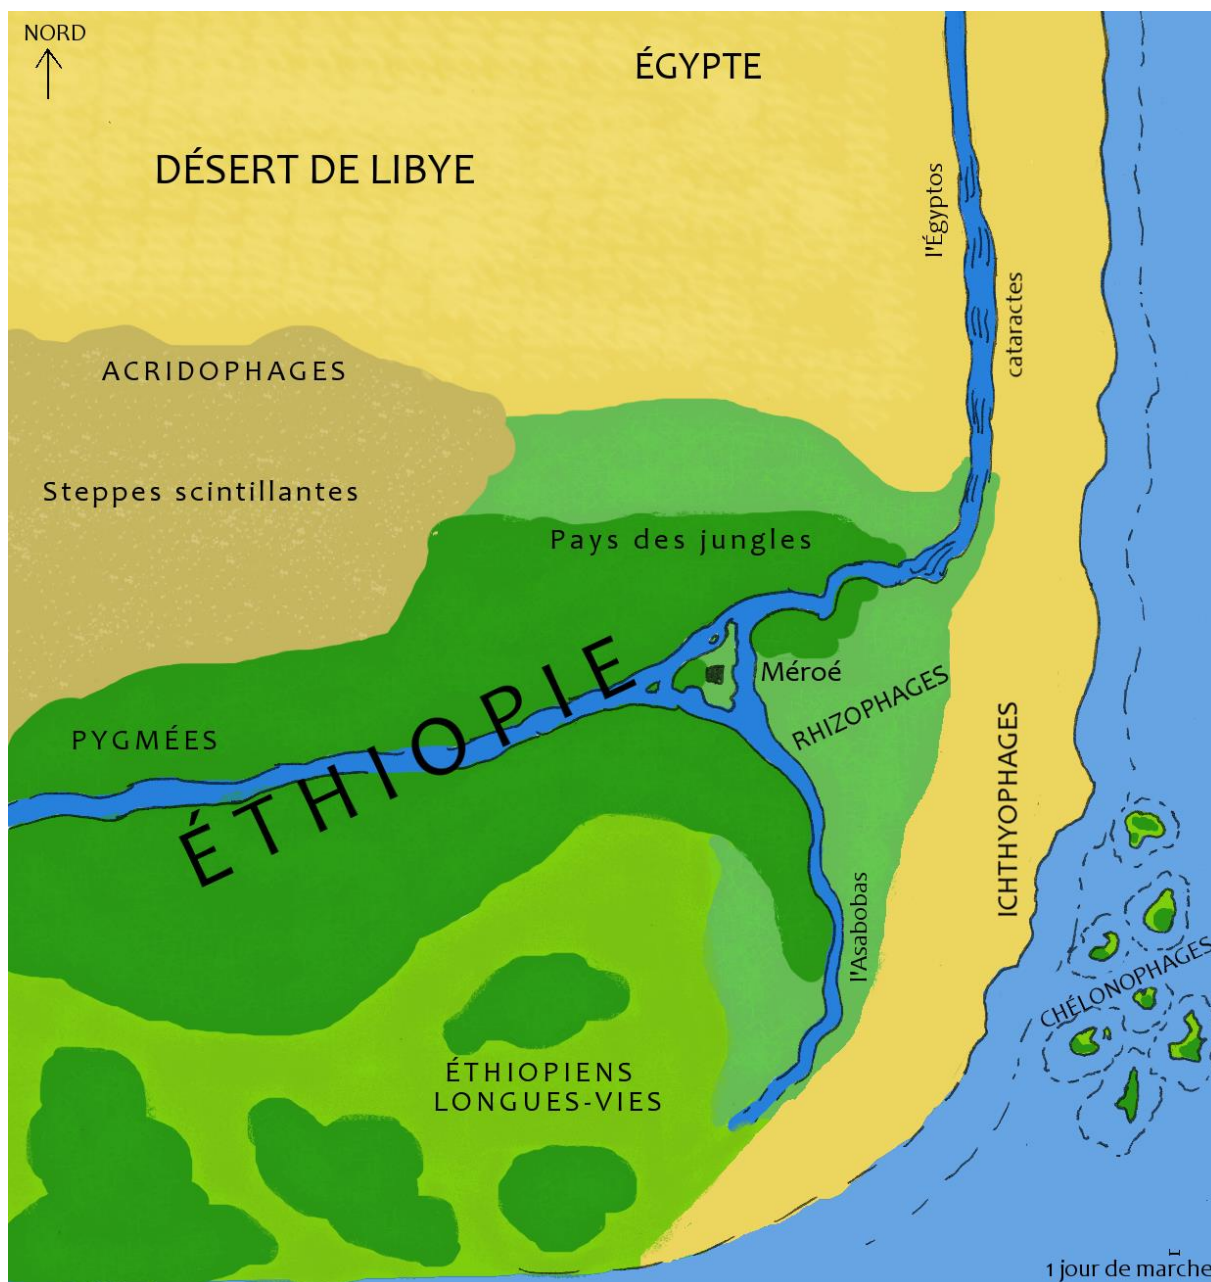 NORD
ÉGYPTE
DÉSERT DE LIBYE
l'Égyptos
cataractes
ACRIDOPHAGES
Steppes scintillantes
Pays des jungles
Méroé
RHIZOPHAGES
ÉTHIOPIE
PYGMÉES
ICHTHYOPHAGES
l'Asabobas
CHÉLONOPHAGES
ÉTHIOPIENS
LONGUES-VIES
1 jour de marche